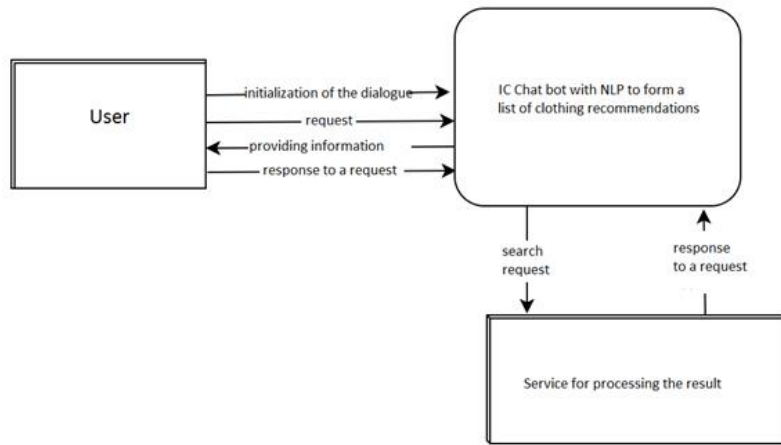 User
initialization of the dialogue
request
providing information
response to a request
IC Chat bot with NLP to form a
list of clothing recommendations
search
request
response
to a request
Service for processing the result